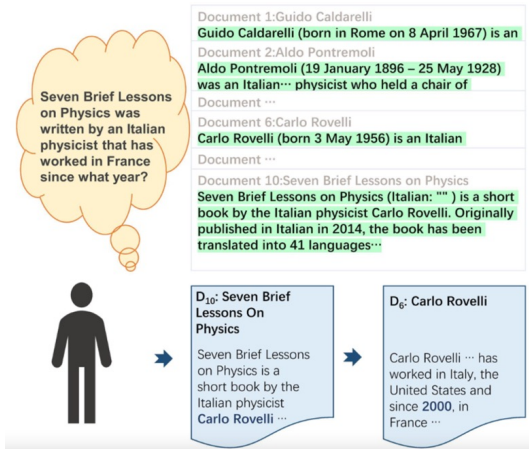 Seven Brief Lessons
on Physics was
written by an Italian
physicist that has
worked in France
since what year?
Document 1:Guido Caldarelli
Guido Caldarelli (born in Rome on 8 April 1967) is an
Document 2:Aldo Pontremoli
Aldo Pontremoli (19 January 1896 – 25 May 1928)
was an Italian··· physicist who held a chair of
Document ···
Document 6:Carlo Rovelli
Carlo Rovelli (born 3 May 1956) is an Italian
Document ···
Document 10:Seven Brief Lessons on Physics
Seven Brief Lessons on Physics (Italian: "" ) is a short
book by the Italian physicist Carlo Rovelli. Originally
published in Italian in 2014, the book has been
translated into 41 languages···
D₁₀: Seven Brief
Lessons On
Physics
Seven Brief Lessons
on Physics is a
short book by the
Italian physicist
Carlo Rovelli ···
D₆: Carlo Rovelli
Carlo Rovelli ··· has
worked in Italy, the
United States and
since 2000, in
France ···